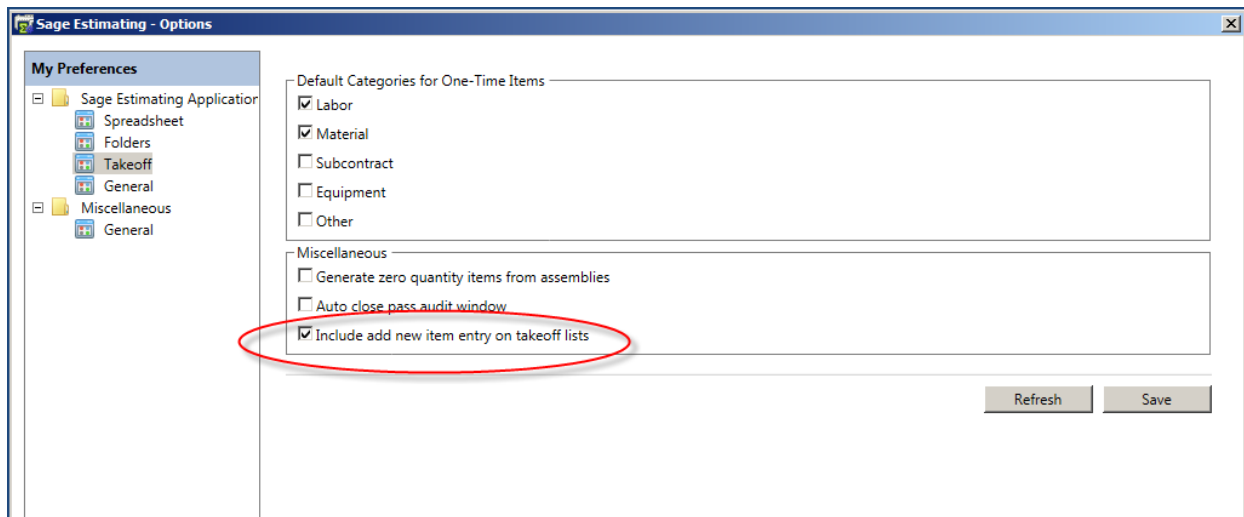 Sage Estimating - Options
My Preferences
Sage Estimating Application
Spreadsheet
Folders
Takeoff
General
Miscellaneous
General
Default Categories for One-Time Items
Labor
Material
Subcontract
Equipment
Other
Miscellaneous
Generate zero quantity items from assemblies
Auto close pass audit window
Include add new item entry on takeoff lists
Refresh
Save